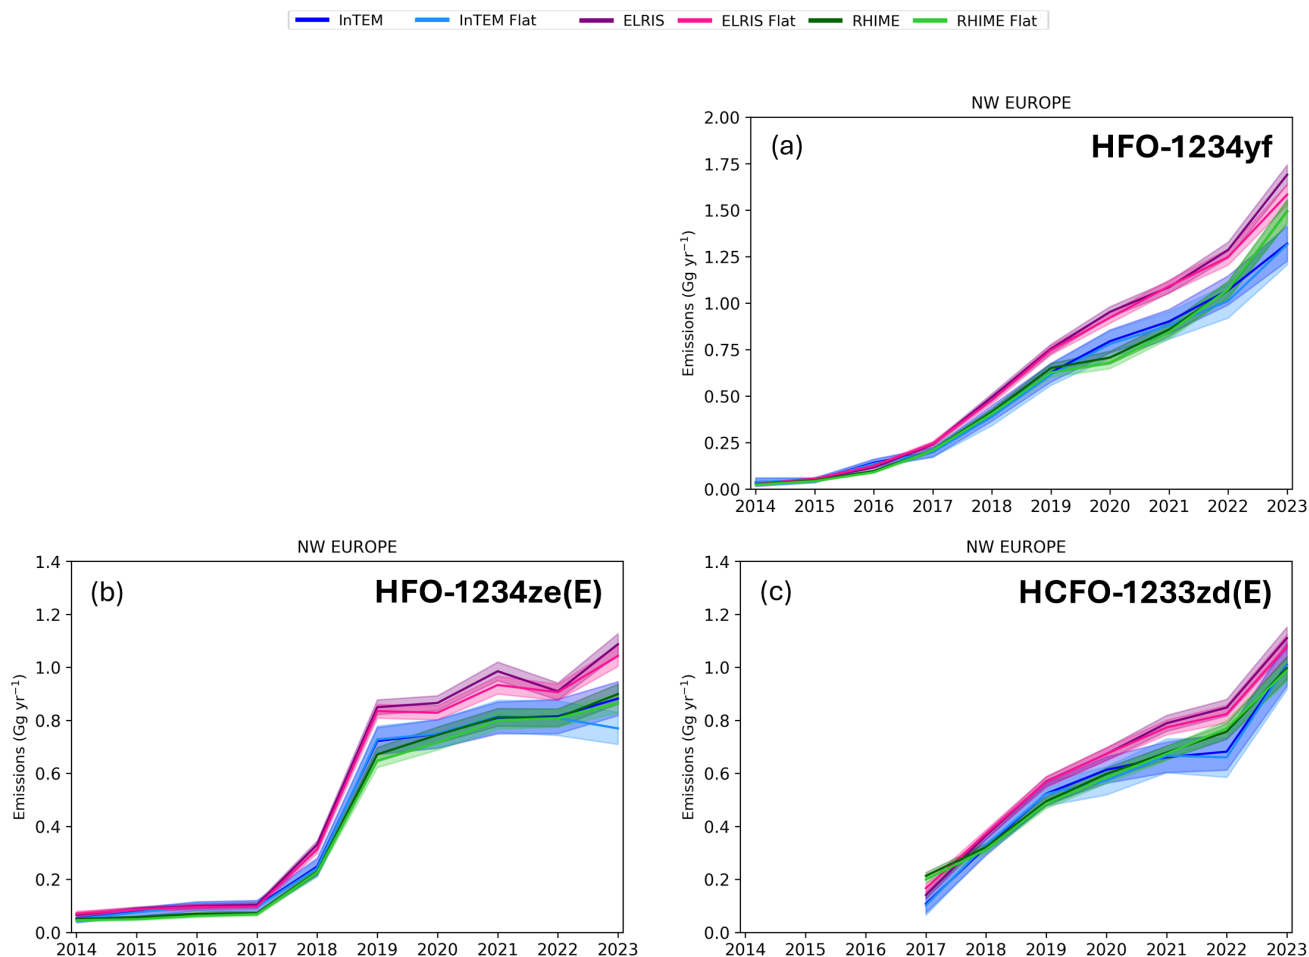 InTEM InTEM Flat ELRIS ELRIS Flat RHIME RHIME Flat
NW EUROPE
(a) HFO-1234yf
Emissions (Gg yr⁻¹)
2.00
1.75
1.50
1.25
1.00
0.75
0.50
0.25
0.00
2014 2015 2016 2017 2018 2019 2020 2021 2022 2023
NW EUROPE
(b) HFO-1234ze(E)
Emissions (Gg yr⁻¹)
1.4
1.2
1.0
0.8
0.6
0.4
0.2
0.0
2014 2015 2016 2017 2018 2019 2020 2021 2022 2023
NW EUROPE
(c) HCFO-1233zd(E)
Emissions (Gg yr⁻¹)
1.4
1.2
1.0
0.8
0.6
0.4
0.2
0.0
2014 2015 2016 2017 2018 2019 2020 2021 2022 2023